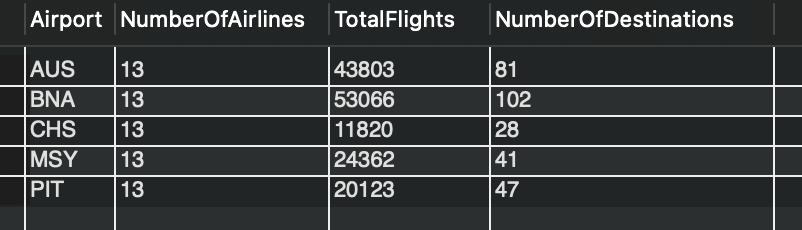 Airport NumberOfAirlines TotalFlights NumberOfDestinations
AUS 13 43803 81
BNA 13 53066 102
CHS 13 11820 28
MSY 13 24362 41
PIT 13 20123 47